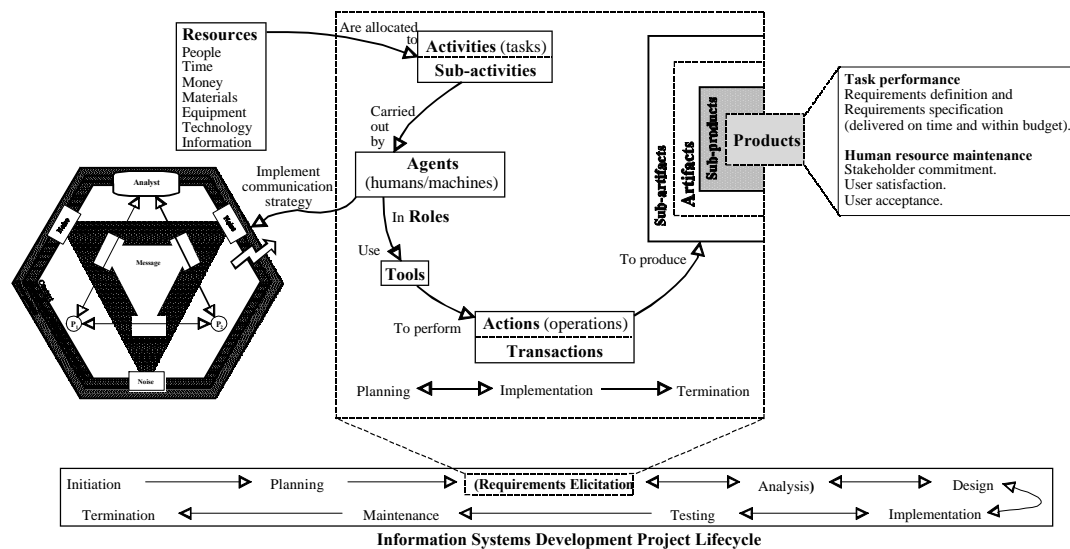 Resources
People
Time
Money
Materials
Equipment
Technology
Information
Are allocated
to
Activities (tasks)
Sub-activities
Carried
out
by
Agents
(humans/machines)
Implement
communication
strategy
In Roles
Use
Tools
To perform
Actions (operations)
Transactions
To produce
Sub-artifacts
Artifacts
Sub-products
Products
Task performance
Requirements definition and
Requirements specification
(delivered on time and within budget).
Human resource maintenance
Stakeholder commitment.
User satisfaction.
User acceptance.
Analyst
Noise
Noise
Message
P1
P2
Noise
Planning
Implementation
Termination
Initiation
Planning
(Requirements Elicitation
Analysis)
Design
Termination
Maintenance
Testing
Implementation
Information Systems Development Project Lifecycle